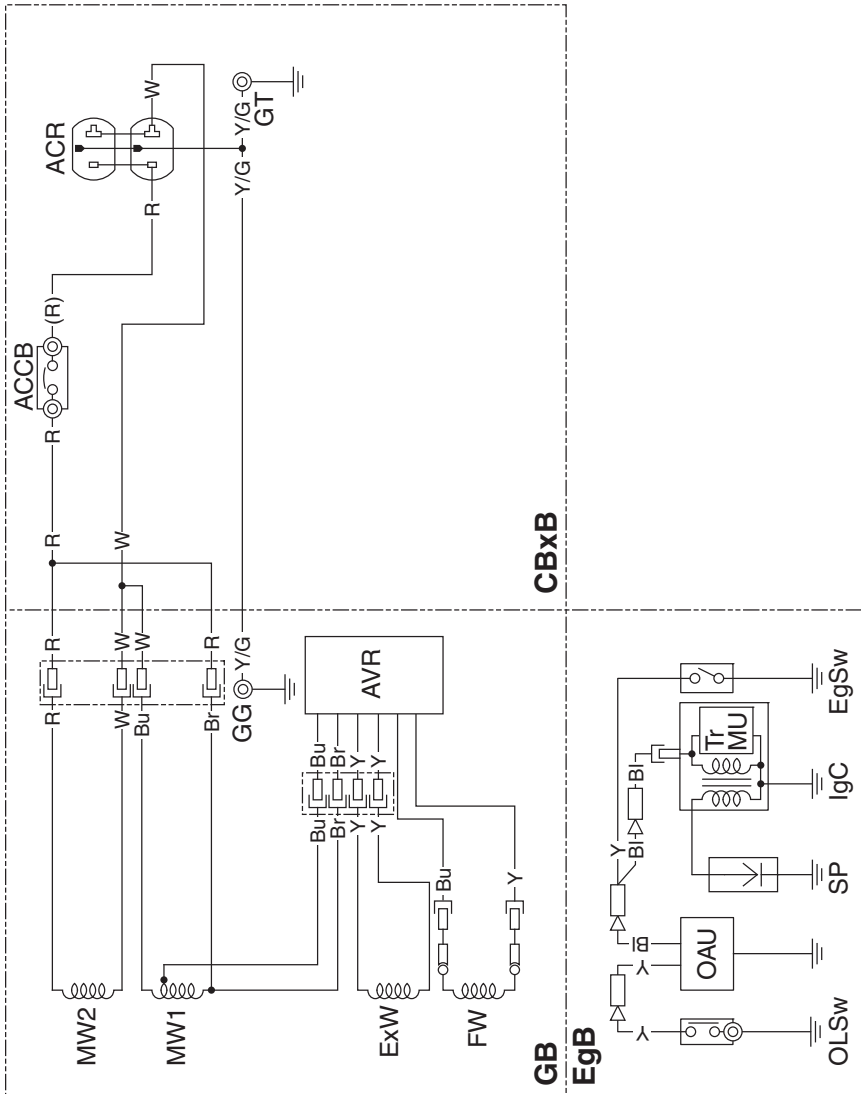 ACR
W
R
Y/G
Y/G
GT
(R)
ACCB
R
R
W
CBxB
R
W
W
R
Y/G
R
W
Bu
Br
GG
AVR
Bu
Br
Y
Y
Bu
Br
Y
Y
Bu
Y
MW2
MW1
ExW
FW
GB
EgB
EgSw
Tr
MU
IgC
Bl
Bl
Y
SP
Bl
Y
OAU
Y
OLSw